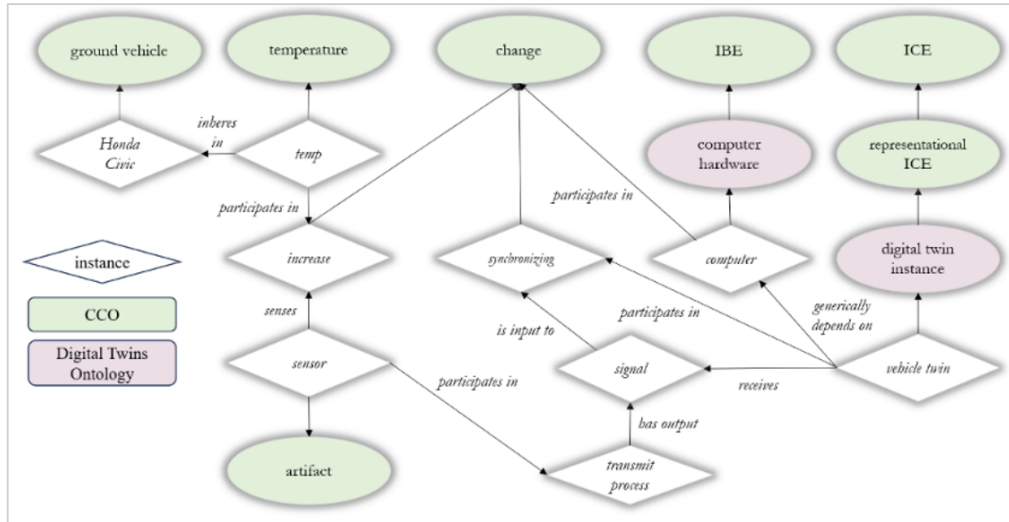 ground vehicle
temperature
change
IBE
ICE
Honda
Civic
inheres
in
temp
computer
hardware
representational
ICE
participates in
participates in
increase
synchronizing
computer
digital twin
instance
instance
CCO
Digital Twins
Ontology
senses
is input to
participates in
generically
depends on
sensor
participates in
signal
receives
vehicle twin
has output
artifact
transmit
process